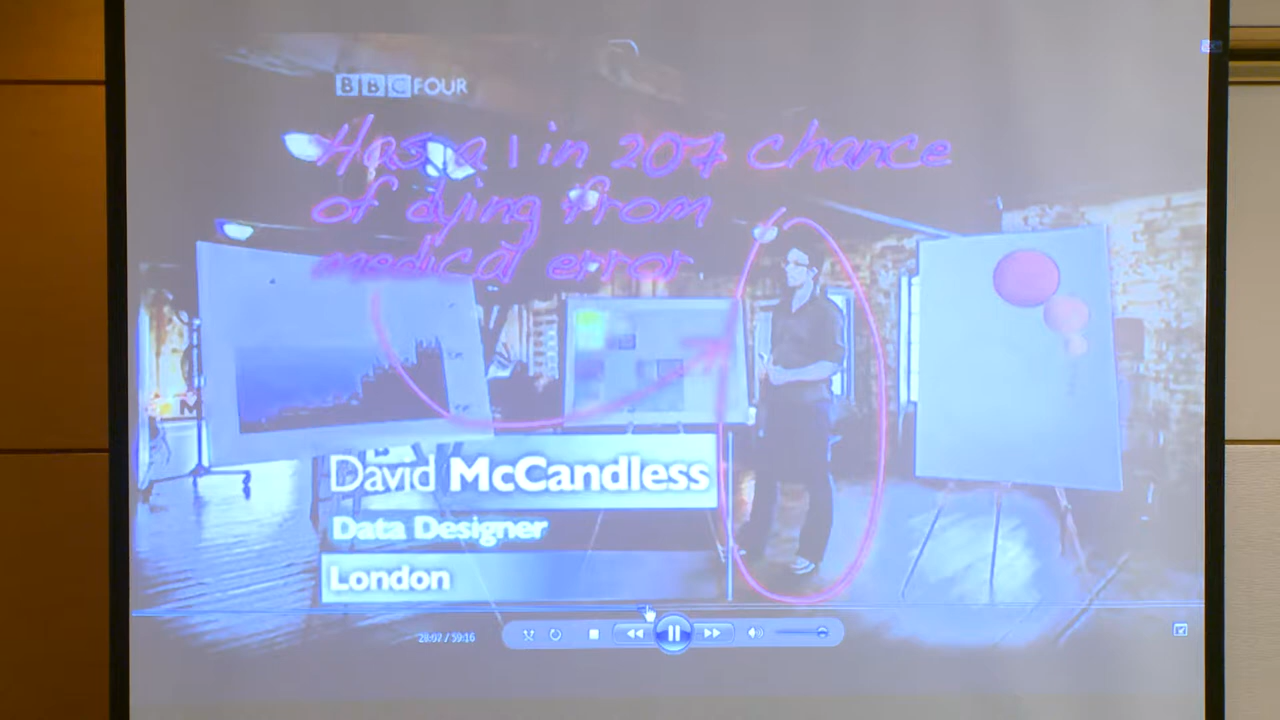 BBC FOUR
Has a 1 in 207 chance
of dying from
medical error
David McCandless
Data Designer
London
28:07 / 59:16